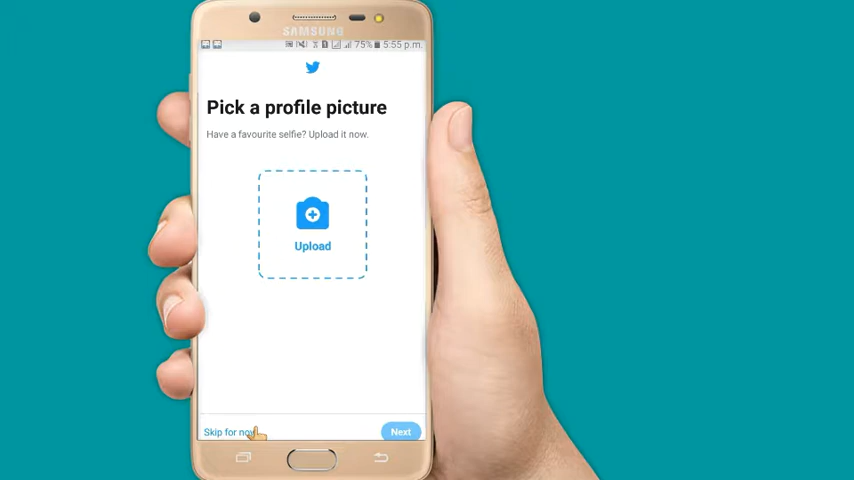 SAMSUNG
75% 5:55 p.m.
Pick a profile picture
Have a favourite selfie? Upload it now.
Upload
Skip for now
Next